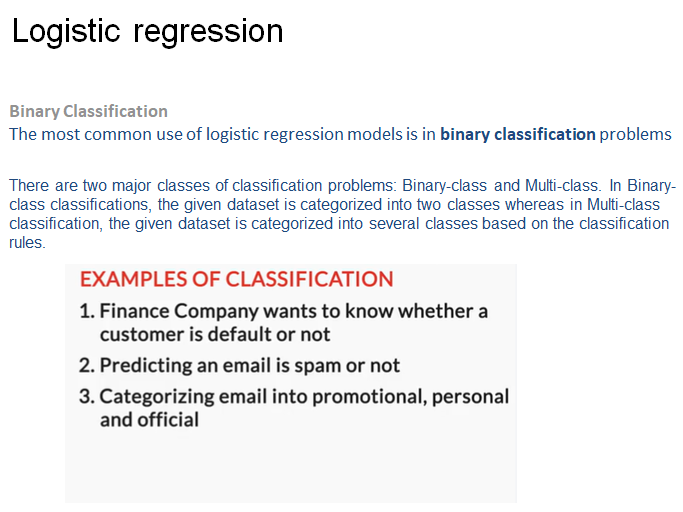 Logistic regression
Binary Classification
The most common use of logistic regression models is in binary classification problems
There are two major classes of classification problems: Binary-class and Multi-class. In Binary-
class classifications, the given dataset is categorized into two classes whereas in Multi-class
classification, the given dataset is categorized into several classes based on the classification
rules.
EXAMPLES OF CLASSIFICATION
1. Finance Company wants to know whether a
customer is default or not
2. Predicting an email is spam or not
3. Categorizing email into promotional, personal
and official